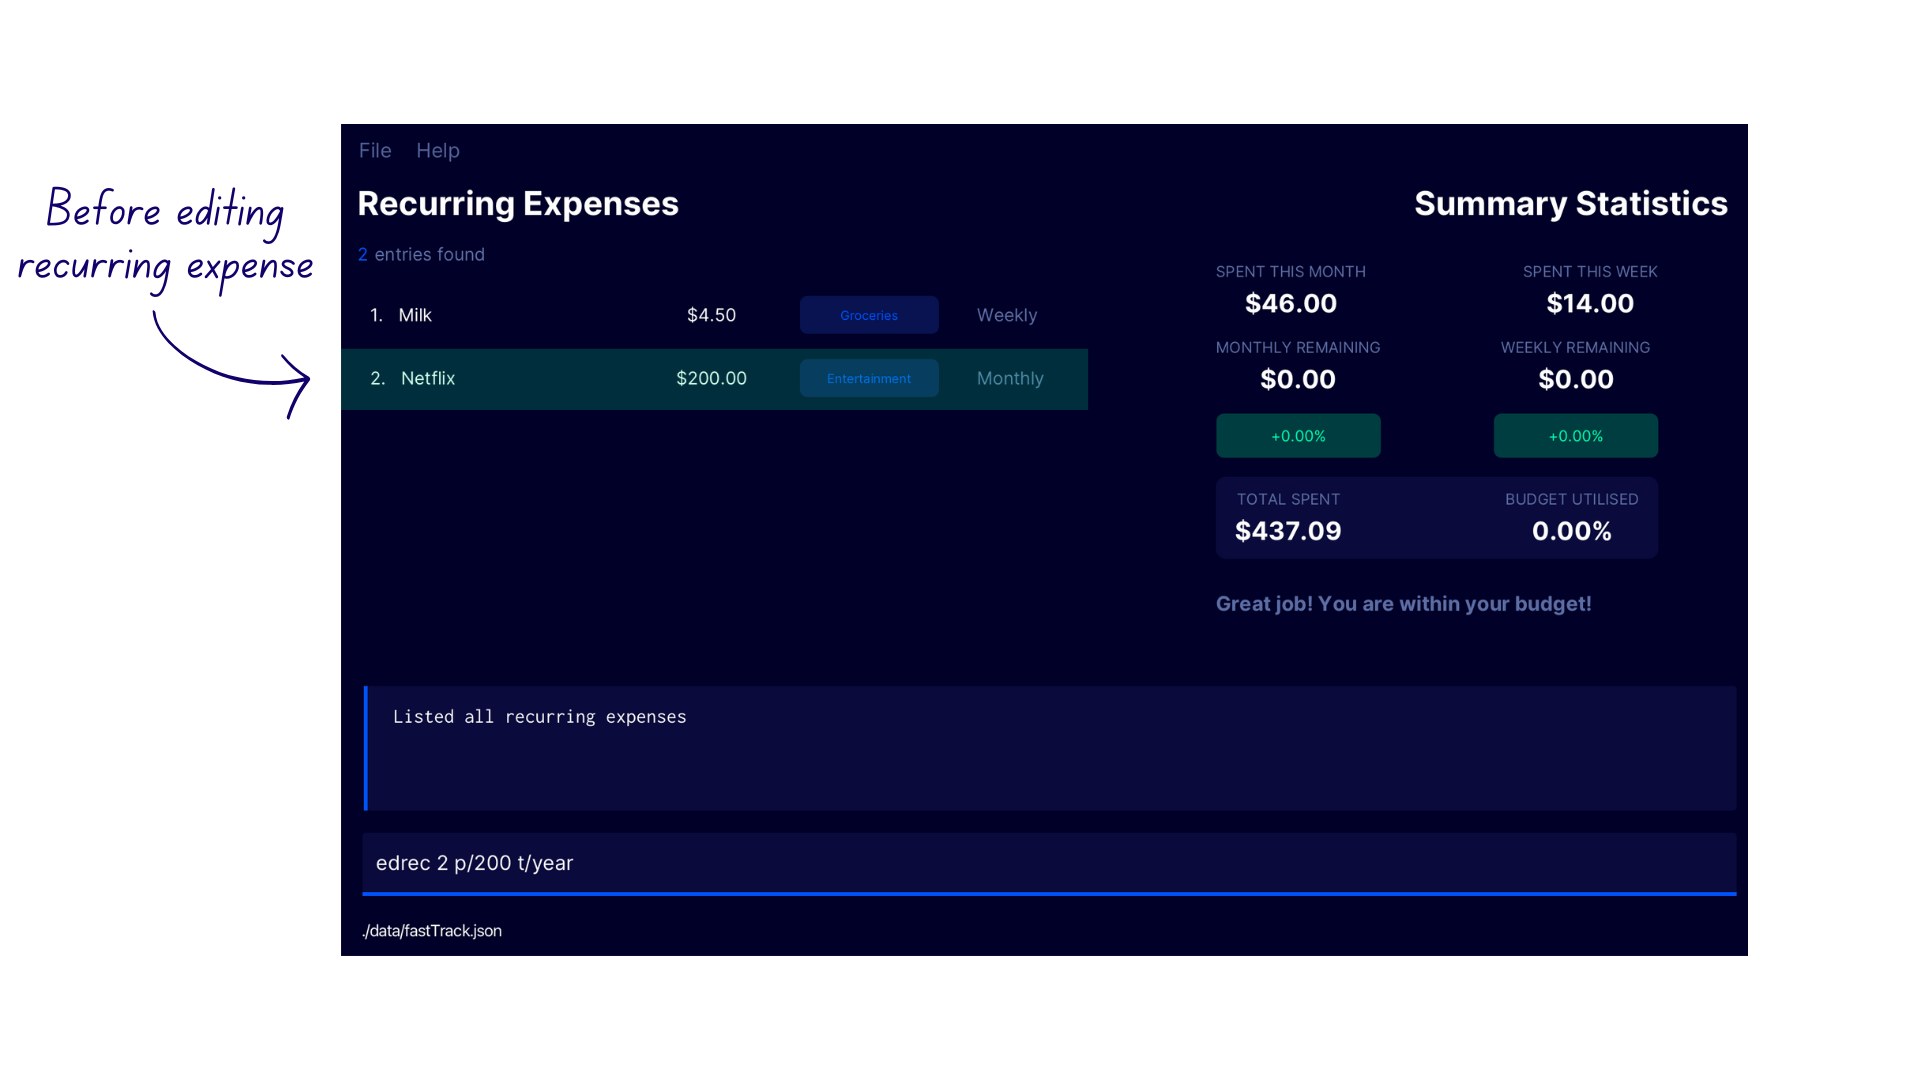 Before editing
recurring expense
File Help
Recurring Expenses
2 entries found
1. Milk $4.50 Groceries Weekly
2. Netflix $200.00 Entertainment Monthly
Summary Statistics
SPENT THIS MONTH SPENT THIS WEEK
$46.00 $14.00
MONTHLY REMAINING WEEKLY REMAINING
$0.00 $0.00
+0.00% +0.00%
TOTAL SPENT BUDGET UTILISED
$437.09 0.00%
Great job! You are within your budget!
Listed all recurring expenses
edrec 2 p/200 t/year
./data/fastTrack.json